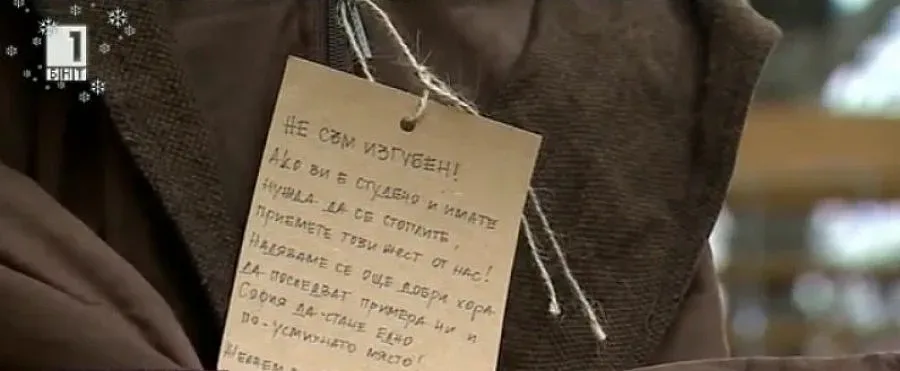 1
БНТ
НЕ СЪМ ИЗГУБЕН!
АКО ВИ Е СТУДЕНО И ИМАТЕ
НУЖДА ДА СЕ СТОПЛИТЕ,
ПРИЕМЕТЕ ТОЗИ ЖЕСТ ОТ НАС!
НАДЯВАМЕ СЕ ОЩЕ ДОБРИ ХОРА
ДА ПОСЛЕДВАТ ПРИМЕРА НИ И
СОФИЯ ДА СТАНЕ ЕДНО
ПО-УСМИХНАТО МЯСТО!
ЖЕЛАЕМ